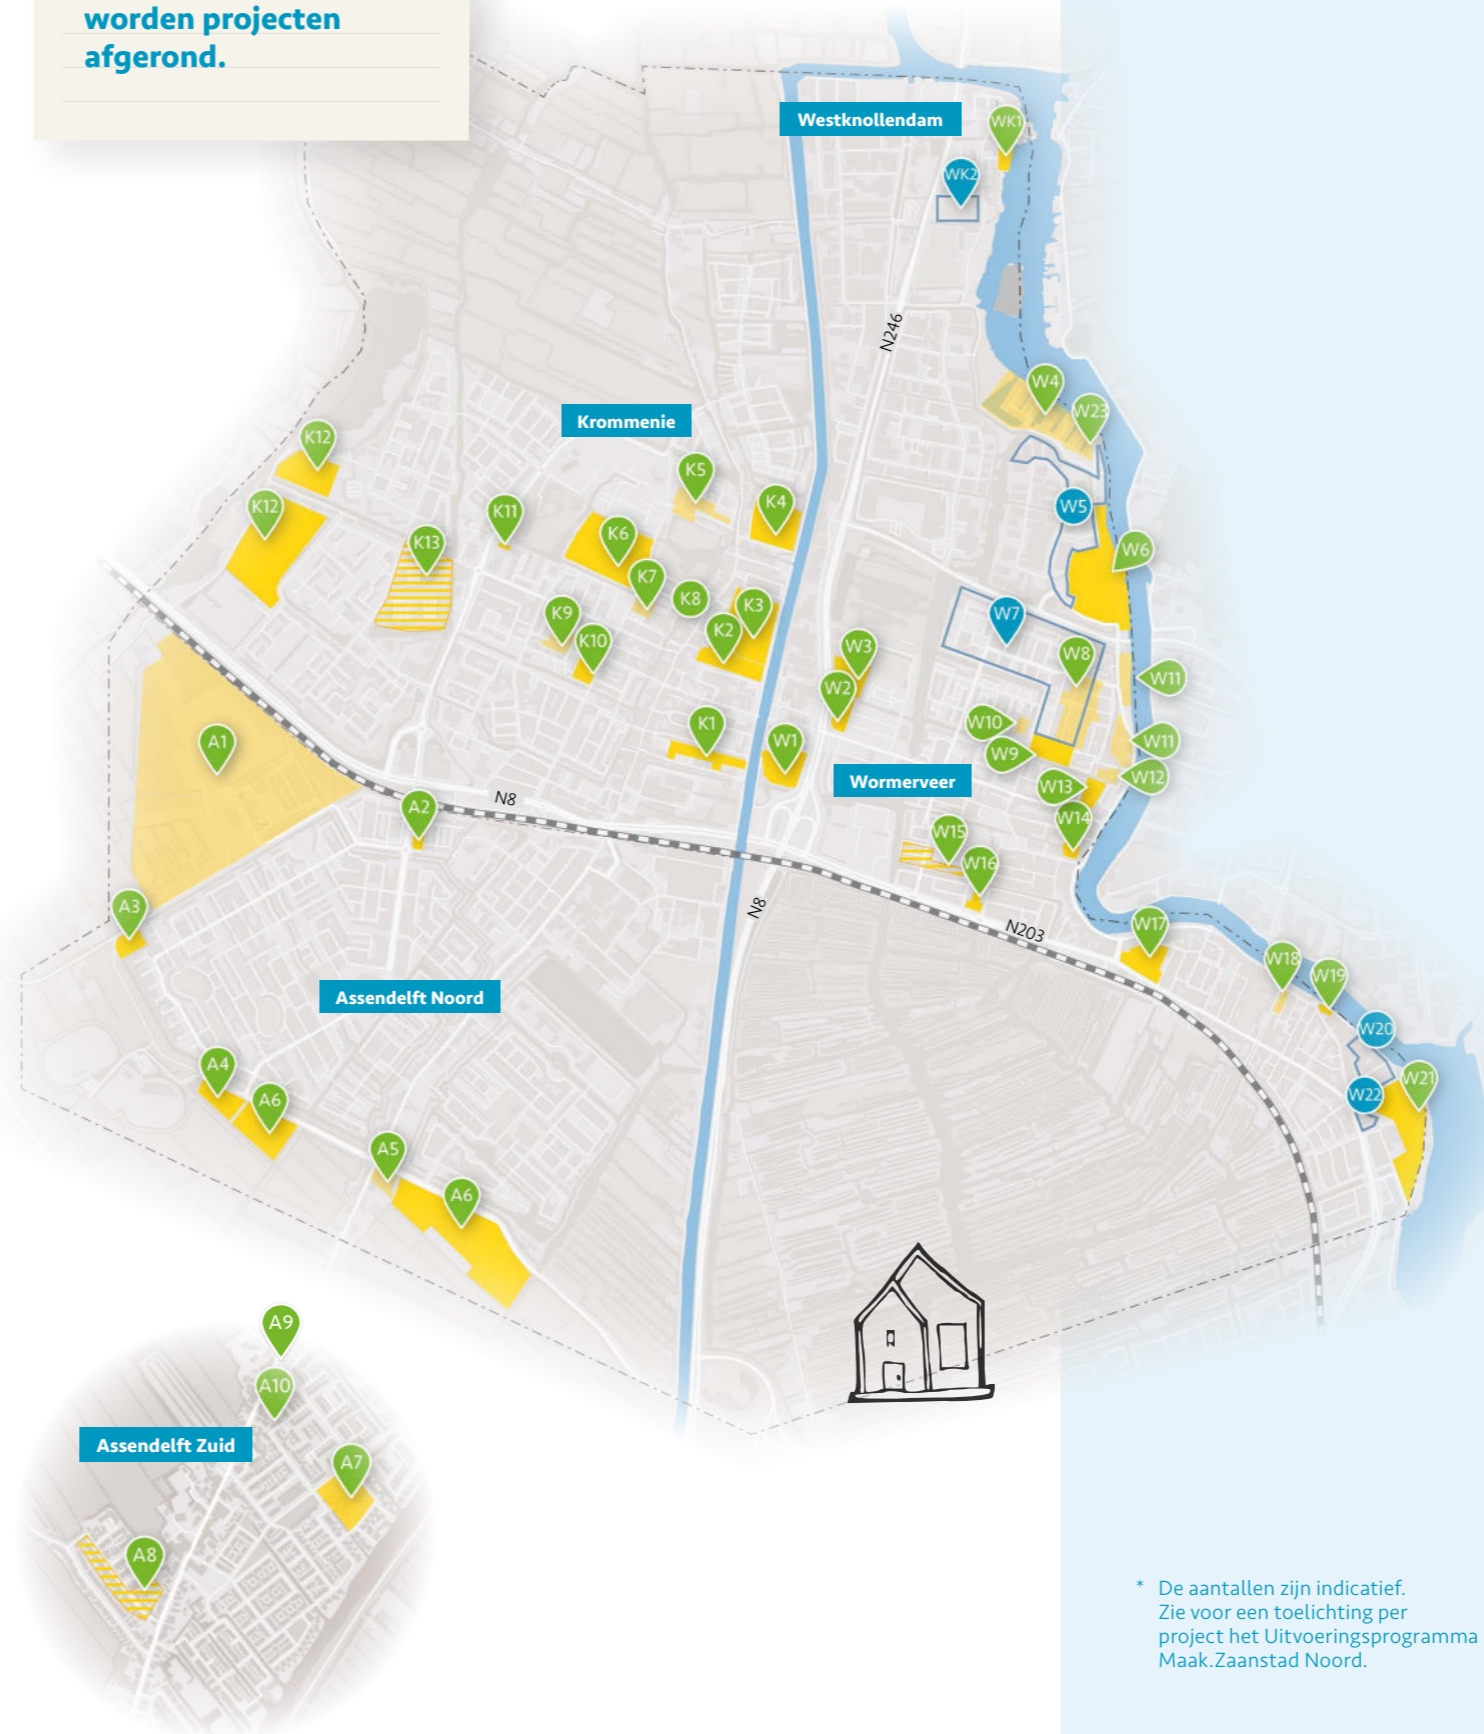 worden projecten
afgerond.
Westknollendam
WK1
WK2
N246
W4
W23
Krommenie
K12
K5
K4
K12
K11
W5
K13
K6
W6
K7
K8
K3
K9
W7
K2
K10
W3
W8
W11
W2
K1
W10
A1
W1
W11
W9
Wormerveer
W12
W13
N8
A2
W14
W15
W16
A3
N8
W17
N203
W18
W19
Assendelft Noord
W20
A4
W21
W22
A6
A5
A6
A9
A10
Assendelft Zuid
A7
A8
* De aantallen zijn indicatief.
Zie voor een toelichting per
project het Uitvoeringsprogramma
Maak.Zaanstad Noord.